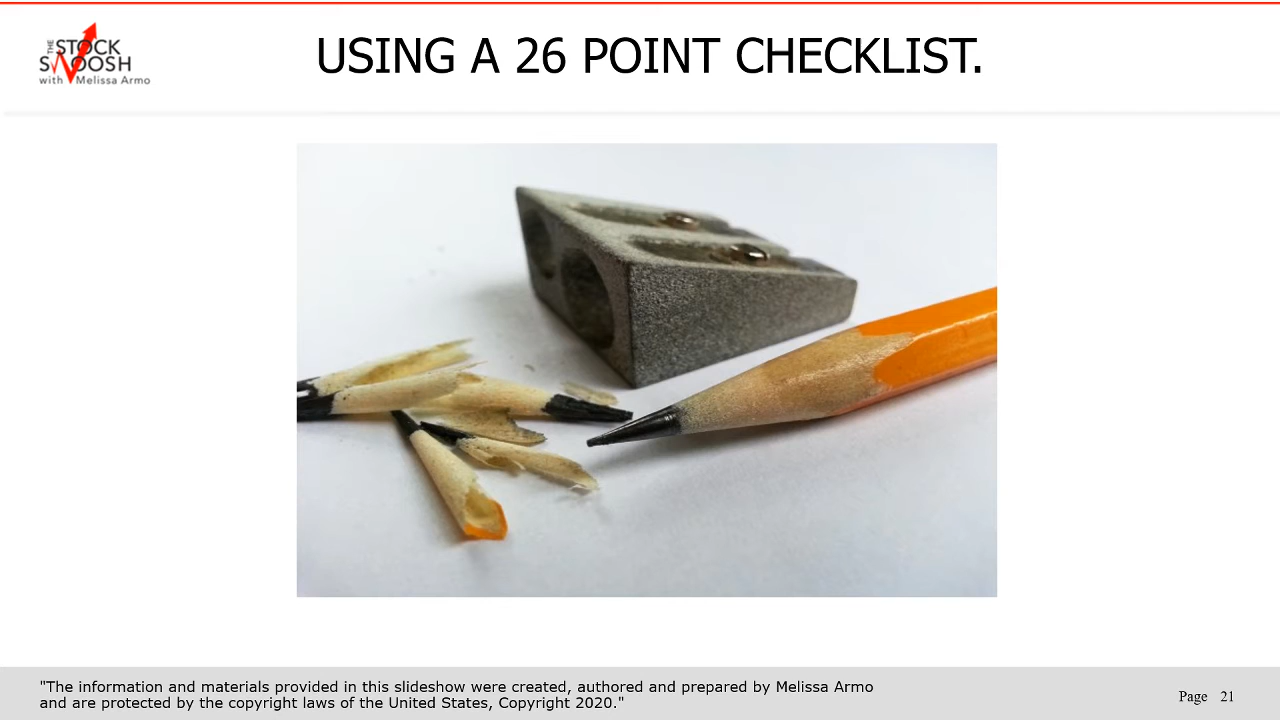 THE
STOCK
SWOOSH
with Melissa Armo
USING A 26 POINT CHECKLIST.
"The information and materials provided in this slideshow were created, authored and prepared by Melissa Armo
and are protected by the copyright laws of the United States, Copyright 2020."
Page 21